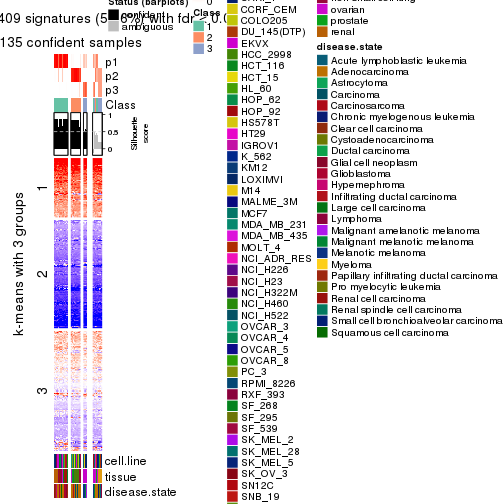 Status (barplots)
confident
ambiguous
0
Class
1
2
3
135 confident samples
p1
p2
p3
Class
1
0.5
0
Silhouette
score
k-means with 3 groups
1
2
3
cell.line
tissue
disease.state
CCRF_CEM
COLO205
DU_145(DTP)
EKVX
HCC_2998
HCT_116
HCT_15
HL_60
HOP_62
HOP_92
HS578T
HT29
IGROV1
K_562
KM12
LOXIMVI
M14
MALME_3M
MCF7
MDA_MB_231
MDA_MB_435
MOLT_4
NCI_ADR_RES
NCI_H226
NCI_H23
NCI_H322M
NCI_H460
NCI_H522
OVCAR_3
OVCAR_4
OVCAR_5
OVCAR_8
PC_3
RPMI_8226
RXF_393
SF_268
SF_295
SF_539
SK_MEL_2
SK_MEL_28
SK_MEL_5
SK_OV_3
SN12C
SNB_19
ovarian
prostate
renal
disease.state
Acute lymphoblastic leukemia
Adenocarcinoma
Astrocytoma
Carcinoma
Carcinosarcoma
Chronic myelogenous leukemia
Clear cell carcinoma
Cystoadenocarcinoma
Ductal carcinoma
Glial cell neoplasm
Glioblastoma
Hypernephroma
Infiltrating ductal carcinoma
Large cell carcinoma
Lymphoma
Malignant amelanotic melanoma
Malignant melanotic melanoma
Melanotic melanoma
Myeloma
Papillary infiltrating ductal carcinoma
Pro myelocytic leukemia
Renal cell carcinoma
Renal spindle cell carcinoma
Small cell bronchioalveolar carcinoma
Squamous cell carcinoma